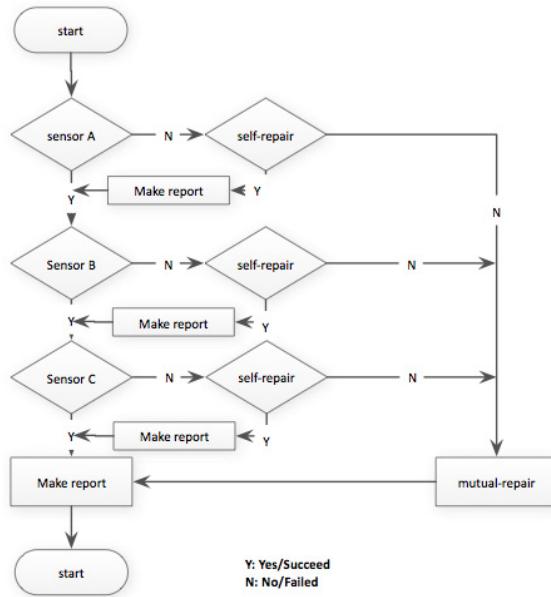 start
sensor A
N
self-repair
Y
Make report
Y
N
Sensor B
N
self-repair
N
Y
Make report
Y
Sensor C
N
self-repair
N
Y
Make report
Y
Make report
mutual-repair
start
Y: Yes/Succeed
N: No/Failed